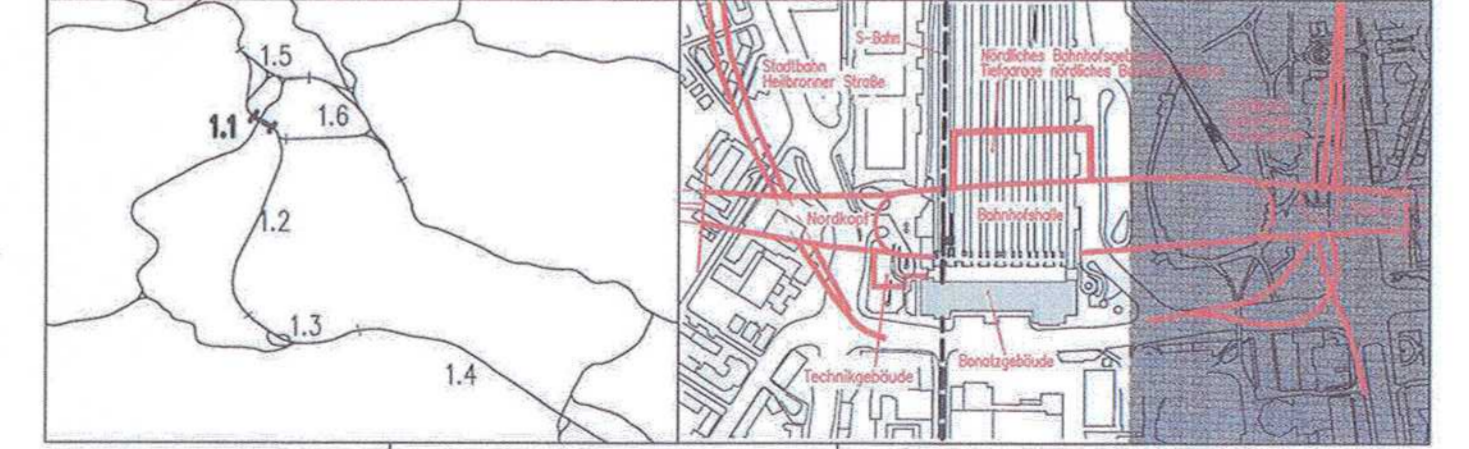 1.5
1.6
1.1
1.2
1.3
1.4
S-Bahn
Stadtbahn
Heilbronner Straße
Nördliches Bahnhofsge
Tiefgarage nördliches
Nordkopf
Bahnhofshalle
Technikgebäude
Bonatzgebäude